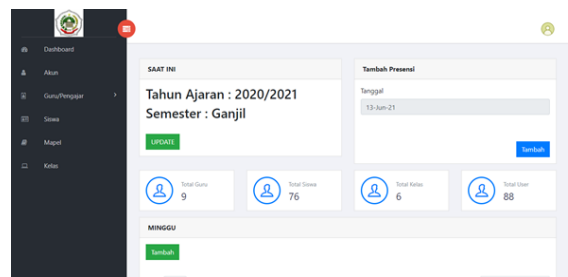 Dashboard
Akun
Guru/Pengajar
Siswa
Mapel
Kelas
SAAT INI
Tahun Ajaran : 2020/2021
Semester : Ganjil
UPDATE
Tambah Presensi
Tanggal
13-Jun-21
Tambah
Total Guru
9
Total Siswa
76
Total Kelas
6
Total User
88
MINGGU
Tambah